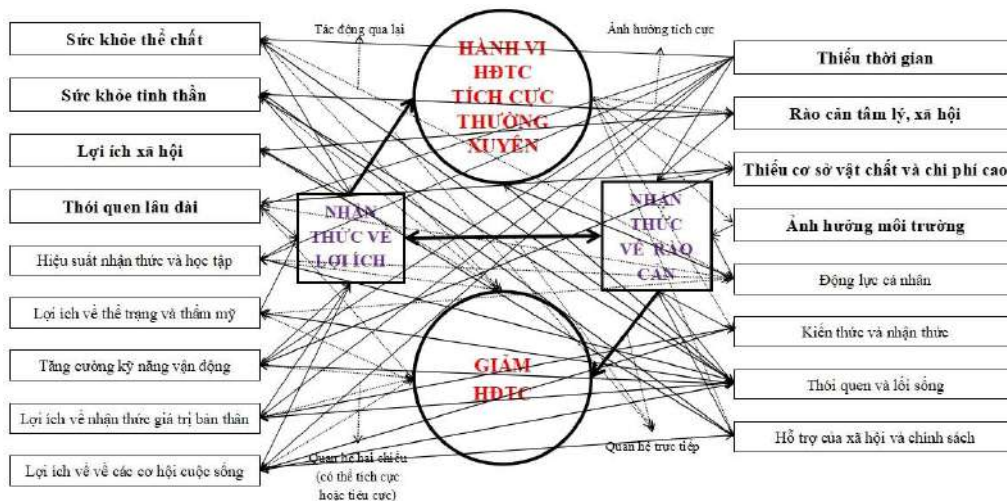 Sức khỏe thể chất
Sức khỏe tinh thần
Lợi ích xã hội
Thói quen lâu dài
Hiệu suất nhận thức và học tập
Lợi ích về thể trạng và thẩm mỹ
Tăng cường kỹ năng vận động
Lợi ích về nhận thức giá trị bản thân
Lợi ích về về các cơ hội cuộc sống
Tác động qua lại
Ảnh hưởng tích cực
HÀNH VI
HĐTC
TÍCH CỰC
THƯỜNG
XUYÊN
NHẬN
THỨC VỀ
LỢI ÍCH
NHẬN
THỨC
VỀ RÀO
CẢN
GIẢM
HĐTC
Quan hệ hai chiều
(có thể tích cực
hoặc tiêu cực)
Quan hệ trực tiếp
Thiếu thời gian
Rào cản tâm lý, xã hội
Thiếu cơ sở vật chất và chi phí cao
Ảnh hưởng môi trường
Động lực cá nhân
Kiến thức và nhận thức
Thói quen và lối sống
Hỗ trợ của xã hội và chính sách